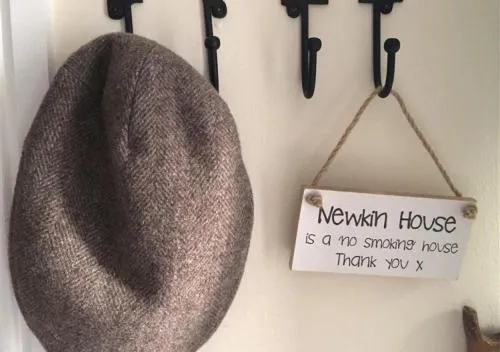 Newkin House
is a no smoking house
Thank you x